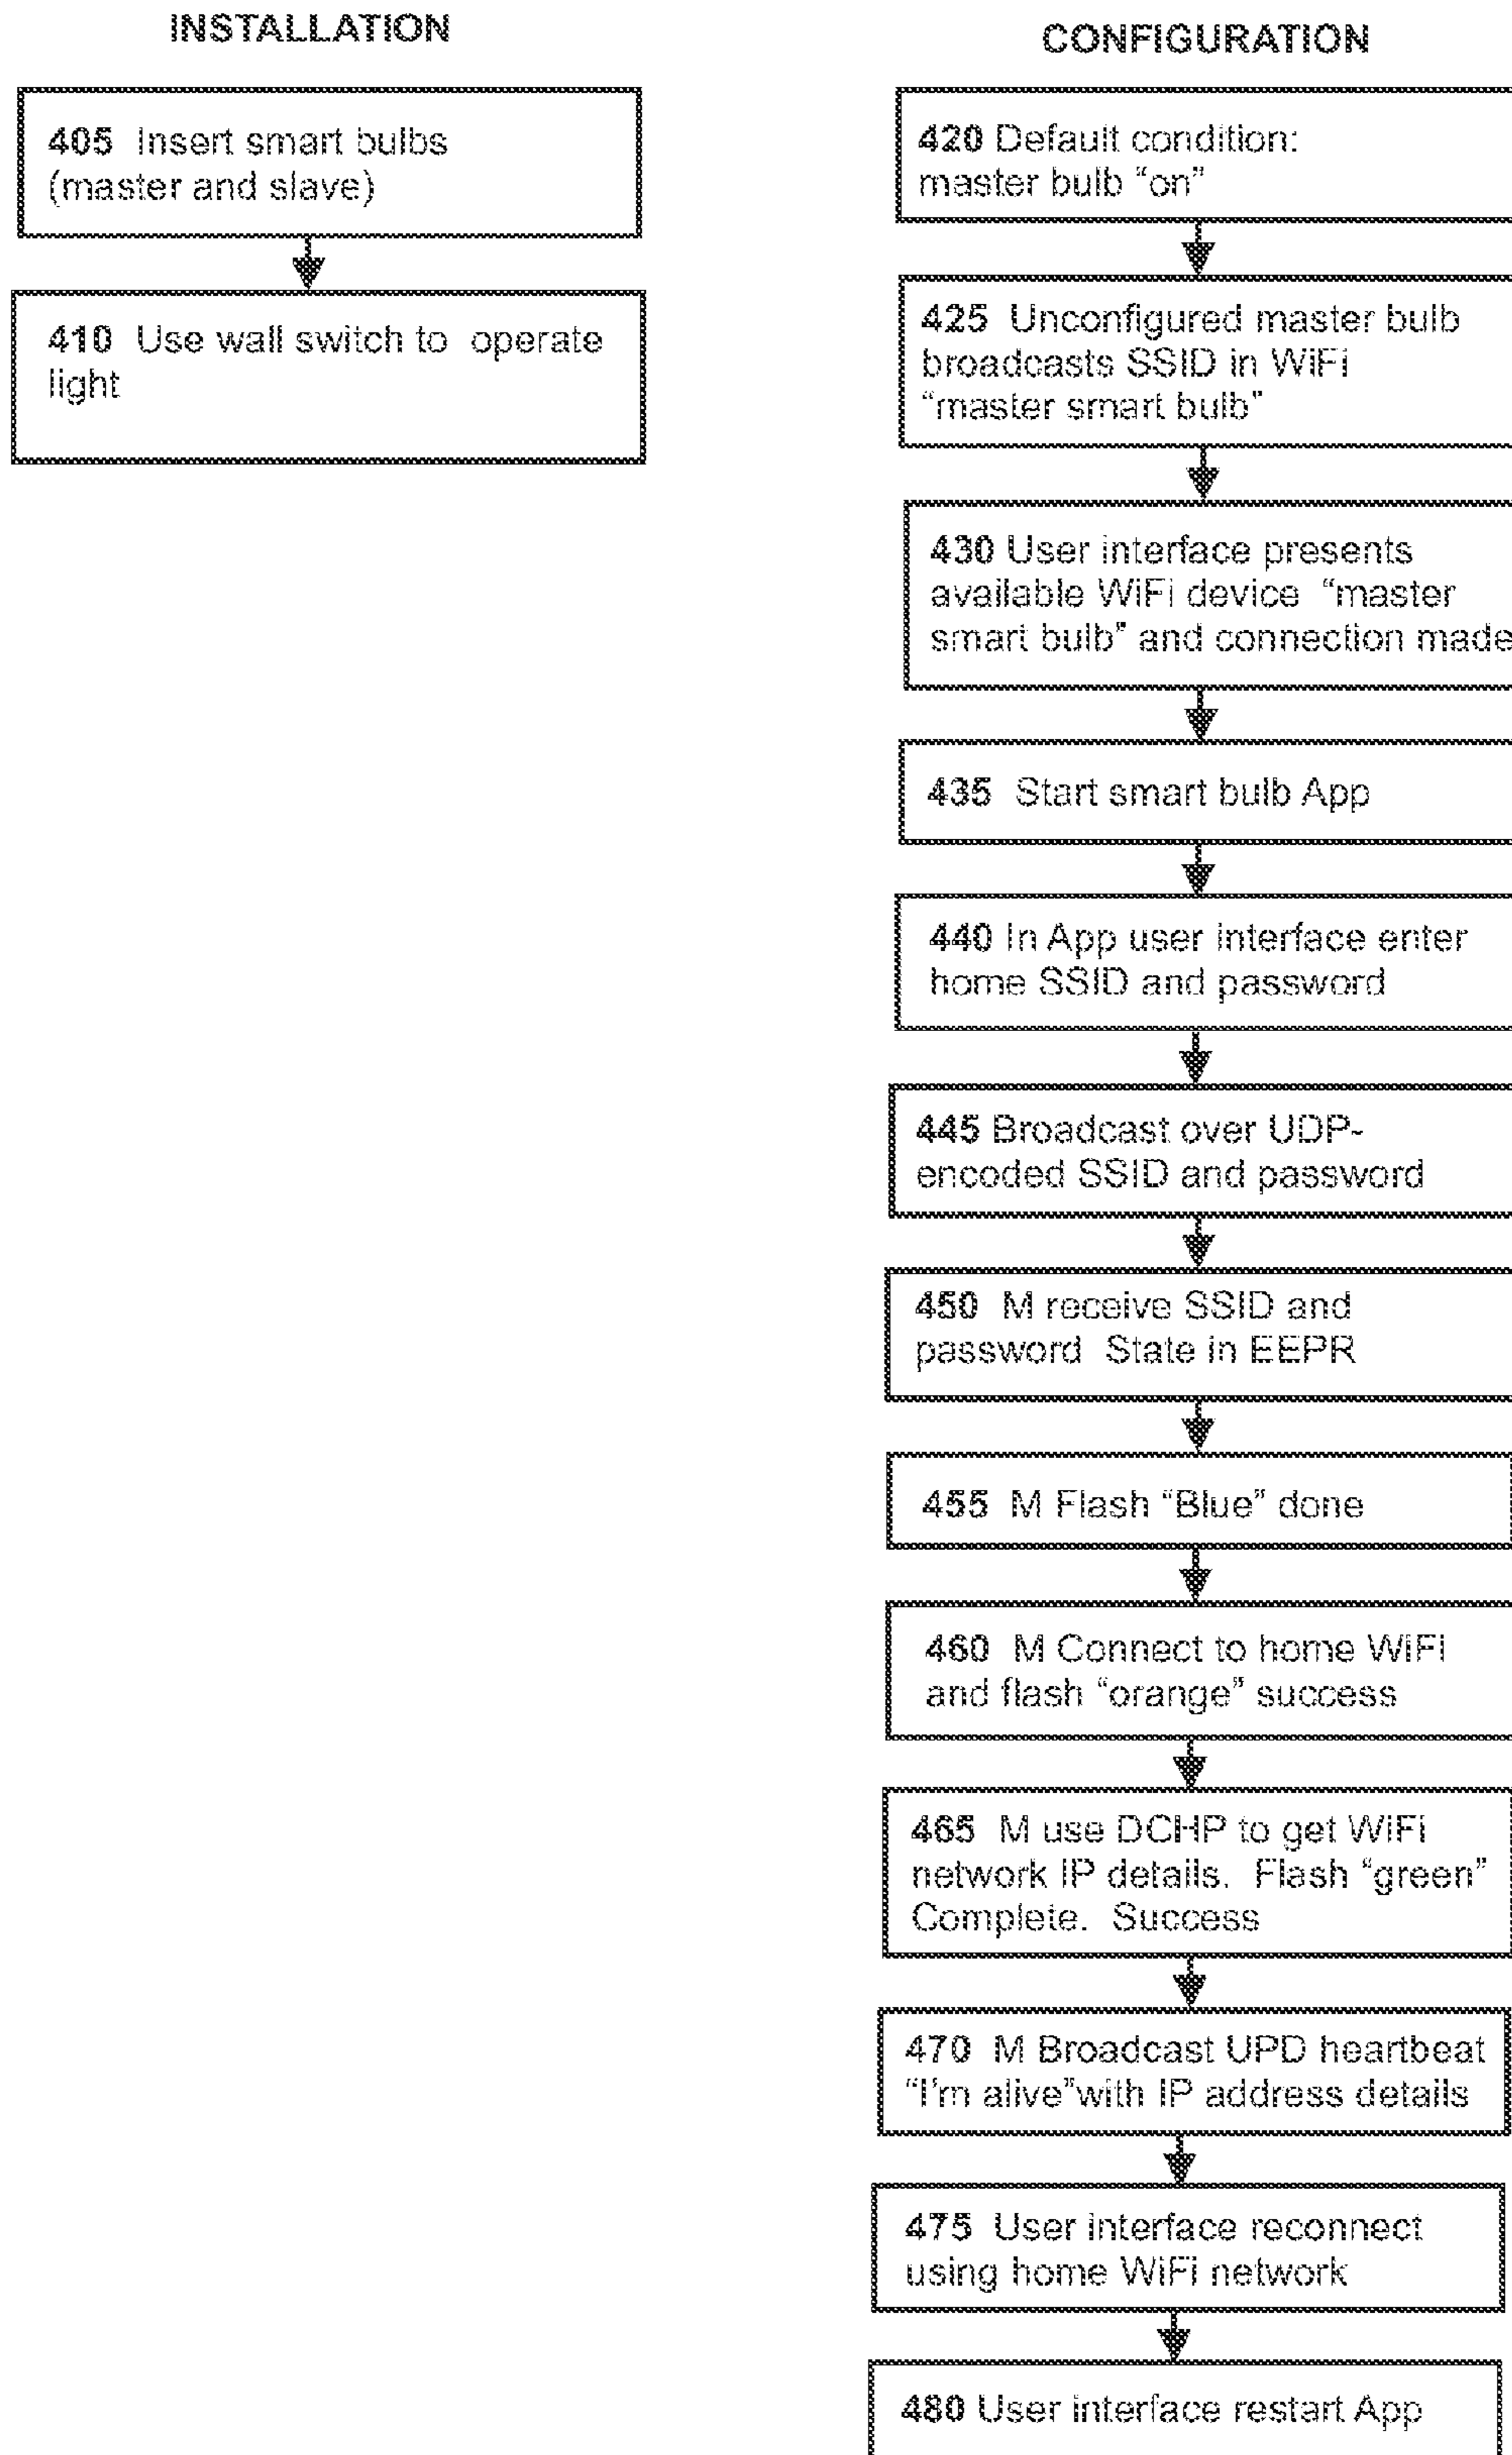 INSTALLATION
405 Insert smart bulbs
(master and slave)
410 Use wall switch to operate
light
CONFIGURATION
420 Default condition:
master bulb “on”
425 Unconfigured master bulb
broadcasts SSID in WiFi
“master smart bulb”
430 User interface presents
available WiFi device “master
smart bulb” and connection made
435 Start smart bulb App
440 In App user interface enter
home SSID and password
445 Broadcast over UDP-
encoded SSID and password
450 M receive SSID and
password State in EEPR
455 M Flash “Blue” done
460 M Connect to home WiFi
and flash “orange” success
465 M use DCHP to get WiFi
network IP details. Flash “green”
Complete. Success
470 M Broadcast UPD heartbeat
“I’m alive”with IP address details
475 User interface reconnect
using home WiFi network
480 User interface restart App